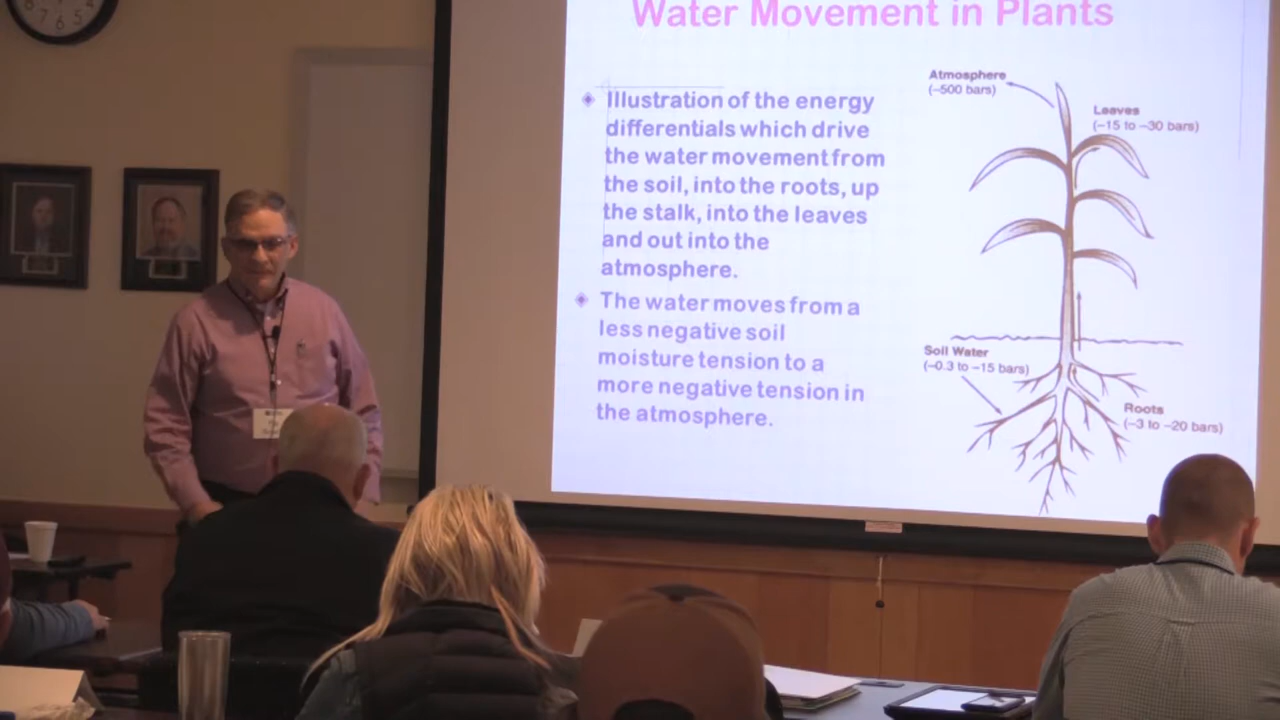 Water Movement in Plants
Illustration of the energy
differentials which drive
the water movement from
the soil, into the roots, up
the stalk, into the leaves
and out into the
atmosphere.
The water moves from a
less negative soil
moisture tension to a
more negative tension in
the atmosphere.
Atmosphere
(–500 bars)
Leaves
(–15 to –30 bars)
Soil Water
(–0.3 to –15 bars)
Roots
(–3 to –20 bars)
7 6 5